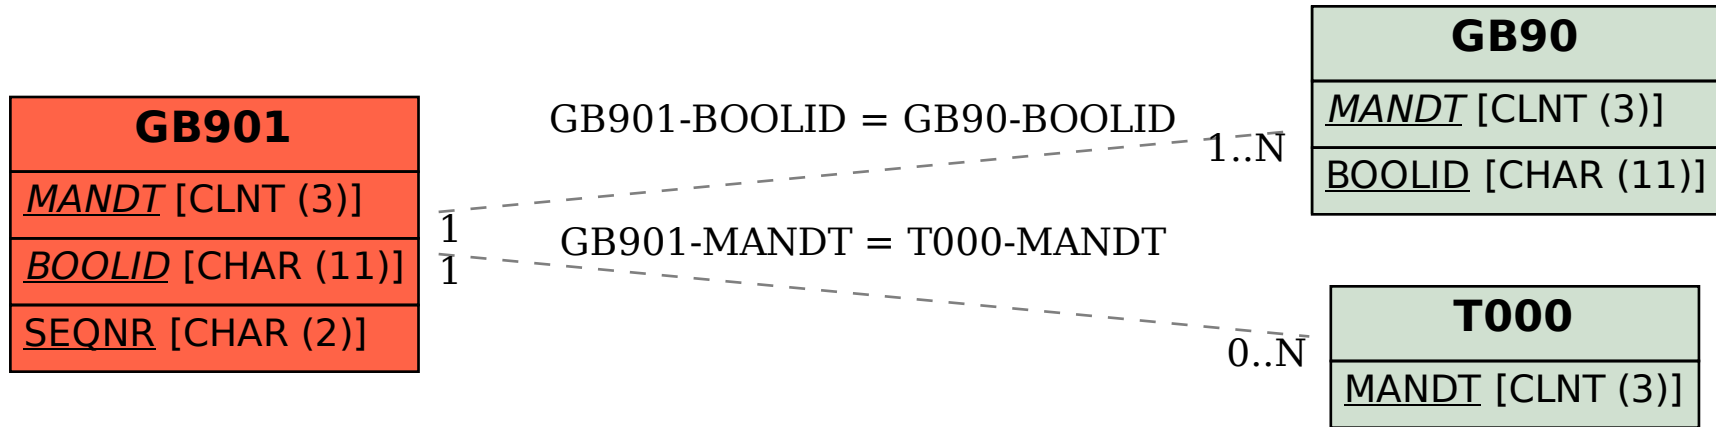 GB901
MANDT [CLNT (3)]
BOOLID [CHAR (11)]
SEQNR [CHAR (2)]
GB901-BOOLID = GB90-BOOLID
1..N
1
GB901-MANDT = T000-MANDT
1
0..N
GB90
MANDT [CLNT (3)]
BOOLID [CHAR (11)]
T000
MANDT [CLNT (3)]